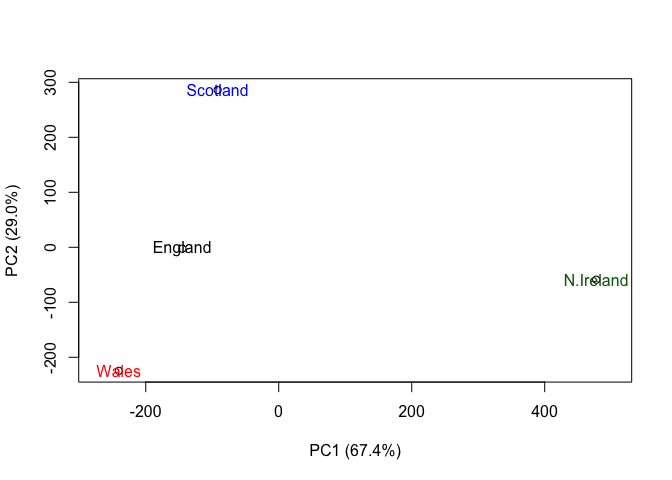 300
Scotland
200
100
PC2 (29.0%)
England
0
N.Ireland
-100
-200
Wales
-200
0
200
400
PC1 (67.4%)